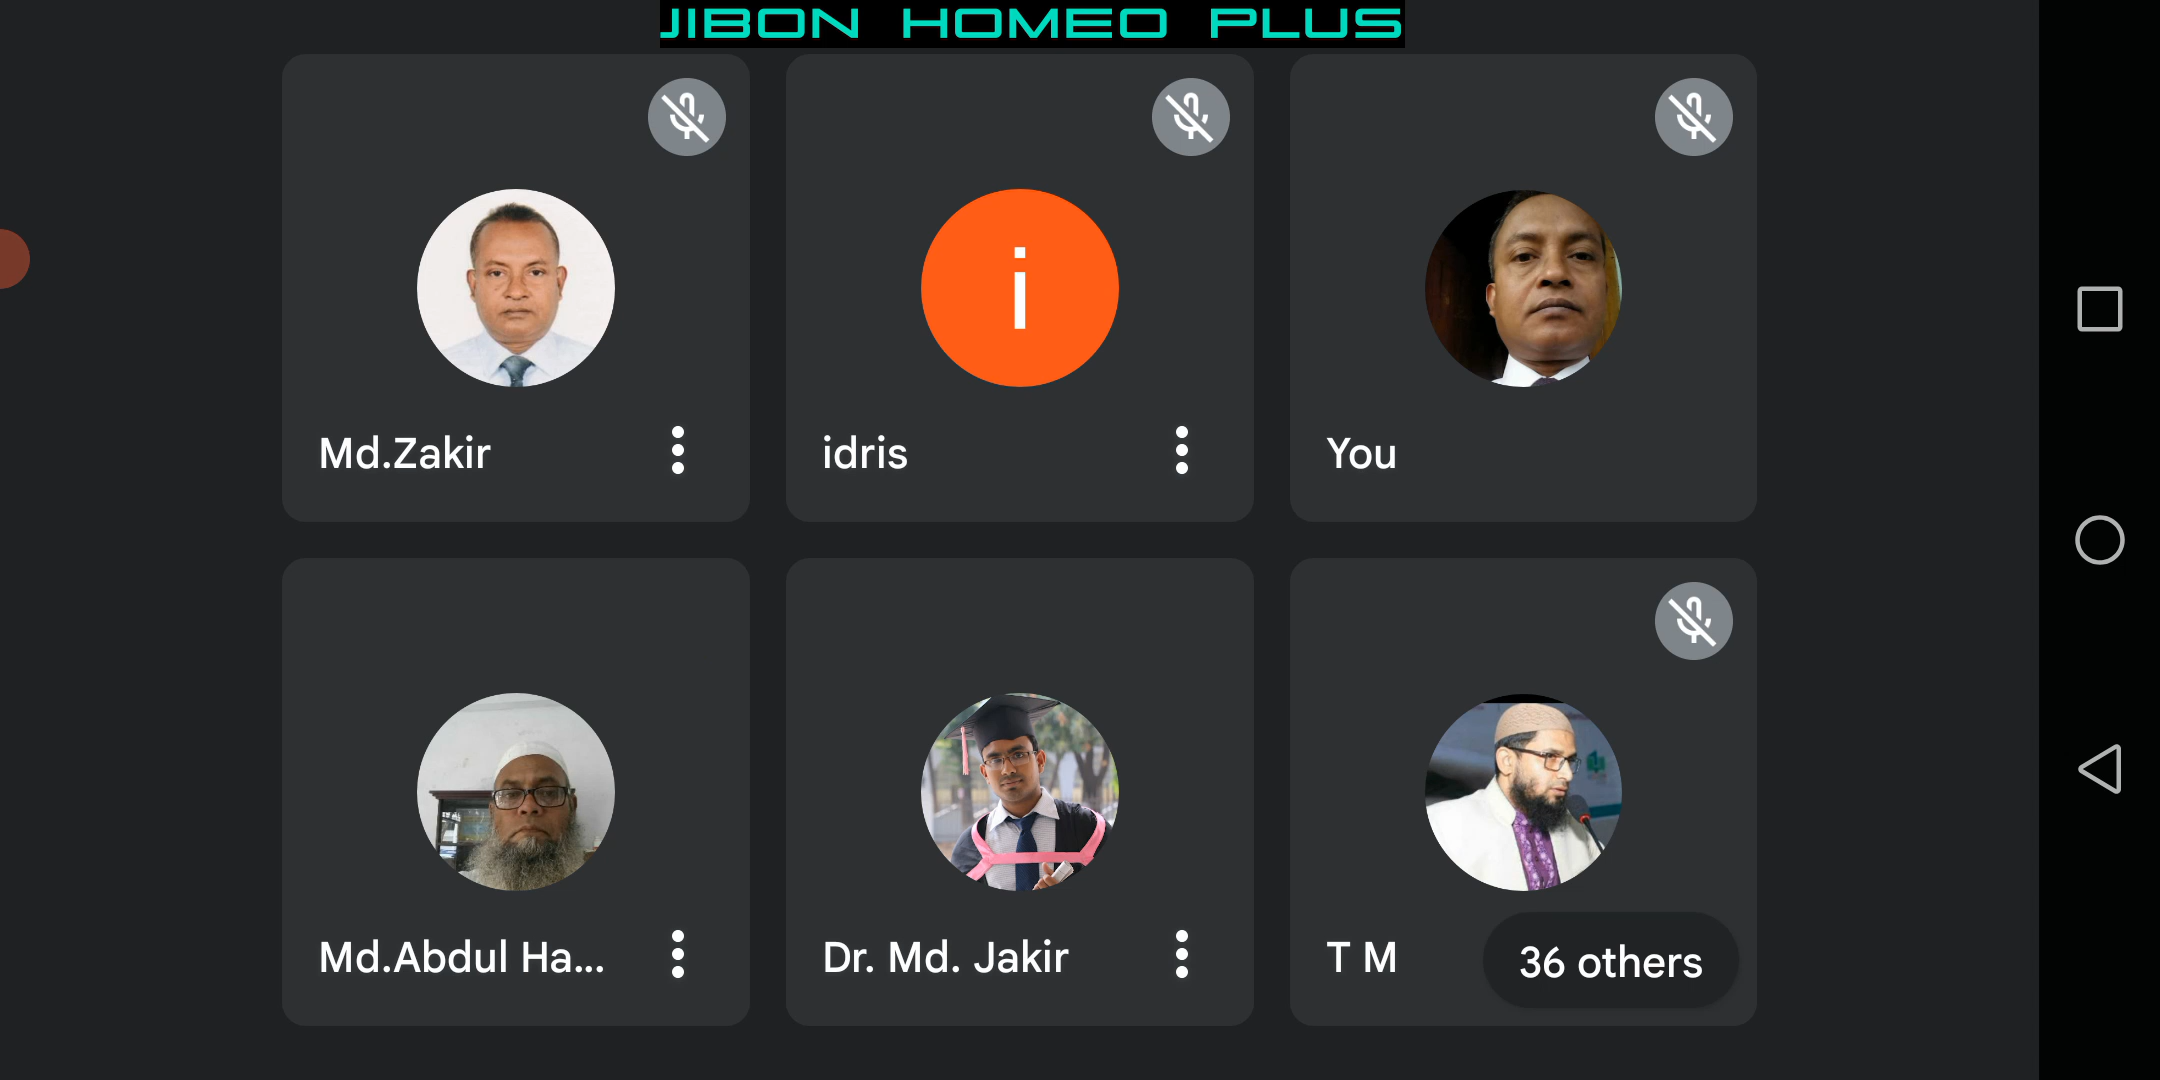 JIBON HOMEO PLUS
i
Md.Zakir
idris
You
Md.Abdul Ha...
Dr. Md. Jakir
T M
36 others